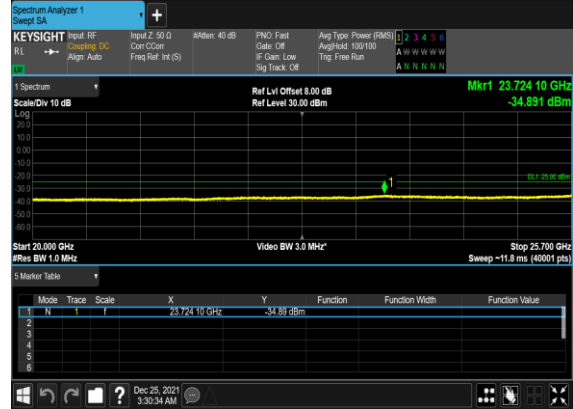 Spectrum Analyzer 1
Swept SA
+
KEYSIGHT Input: RF Input Z: 50 Ω #Atten: 40 dB PNO: Fast Avg Type: Power (RMS) 1 2 3 4 5 6
RL Coupling: DC Corr CCorr Gate: Off Avg|Hold: 100/100 A W W W W W
Align: Auto Freq Ref: Int (S) IF Gain: Low Trig: Free Run
Sig Track: Off A N N N N N
1 Spectrum Ref Lvl Offset 8.00 dB Mkr1 23.724 10 GHz
Scale/Div 10 dB Ref Level 30.00 dBm -34.891 dBm
Log
20.0
10.0
0.00
-10.0
-20.0 DL1 -25.00 dBm
-30.0 1
-40.0
-50.0
-60.0
Start 20.000 GHz Video BW 3.0 MHz* Stop 25.700 GHz
#Res BW 1.0 MHz Sweep ~11.8 ms (40001 pts)
5 Marker Table
Mode Trace Scale X Y Function Function Width Function Value
1 N 1 f 23.724 10 GHz -34.89 dBm
2
3
4
5
6
? Dec 25, 2021
3:30:34 AM